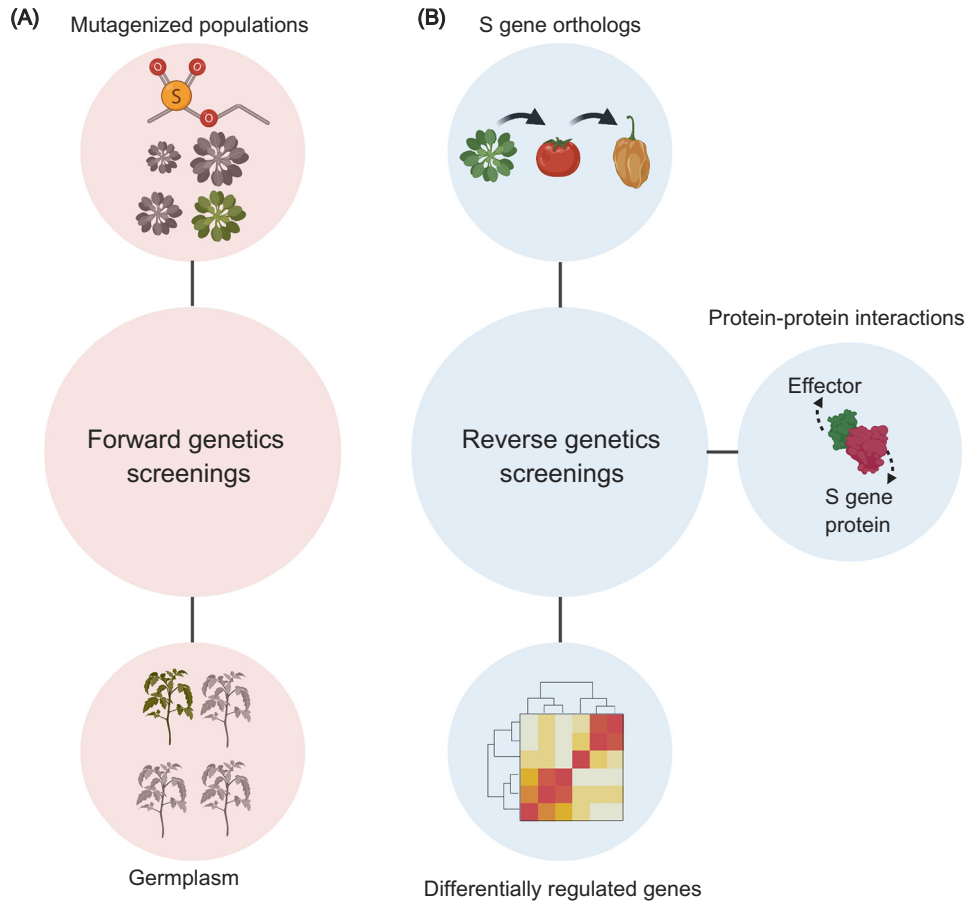 (A)
Mutagenized populations
O
O
S
O
Forward genetics
screenings
Germplasm
(B)
S gene orthologs
Reverse genetics
screenings
Protein-protein interactions
Effector
S gene
protein
Differentially regulated genes